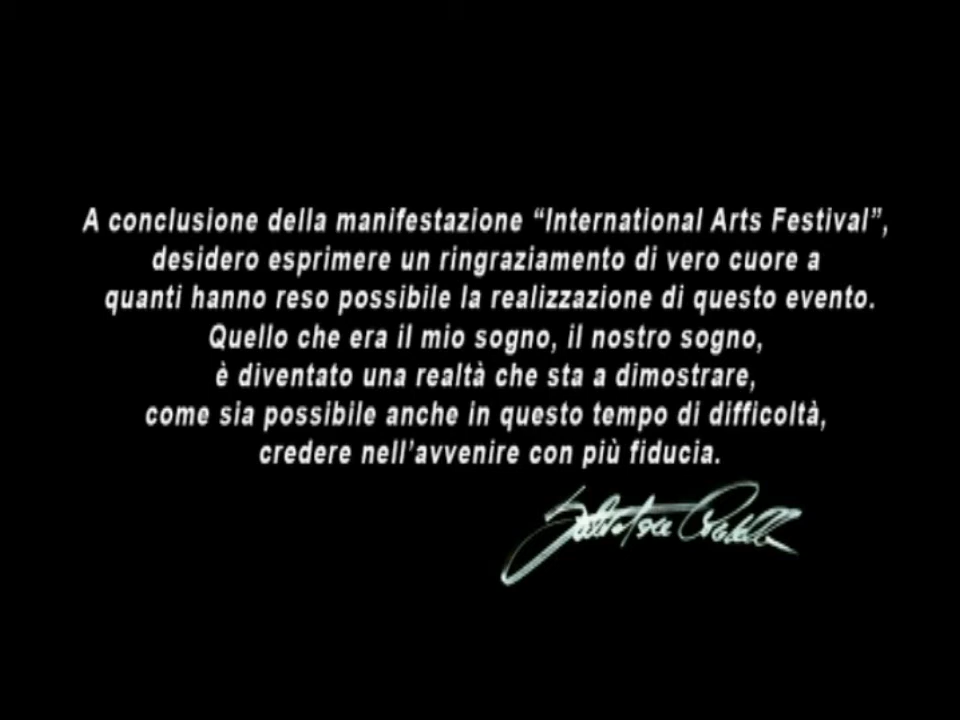 A conclusione della manifestazione “International Arts Festival”,
desidero esprimere un ringraziamento di vero cuore a
quanti hanno reso possibile la realizzazione di questo evento.
Quello che era il mio sogno, il nostro sogno,
è diventato una realtà che sta a dimostrare,
come sia possibile anche in questo tempo di difficoltà,
credere nell’avvenire con più fiducia.
Salvatore